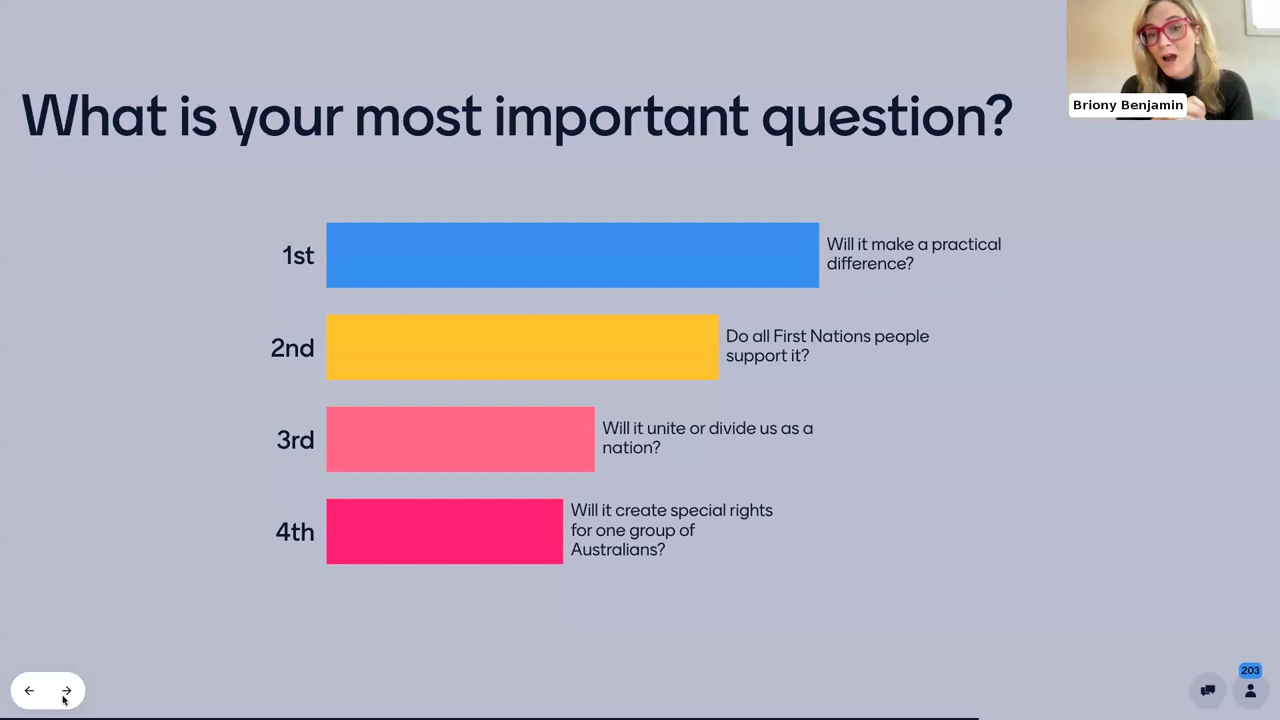 What is your most important question?
Briony Benjamin
1st
Will it make a practical
difference?
2nd
Do all First Nations people
support it?
3rd
Will it unite or divide us as a
nation?
4th
Will it create special rights
for one group of
Australians?
203